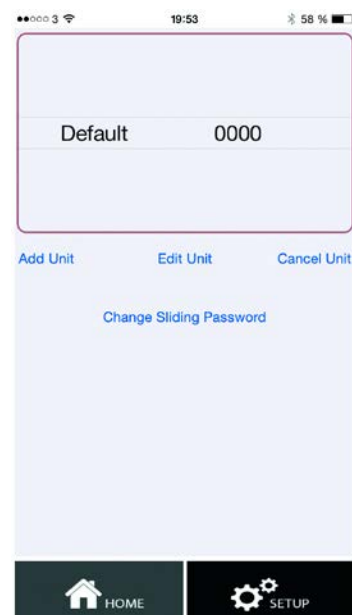 3 19:53 58 %
Default 0000
Add Unit Edit Unit Cancel Unit
Change Sliding Password
HOME SETUP